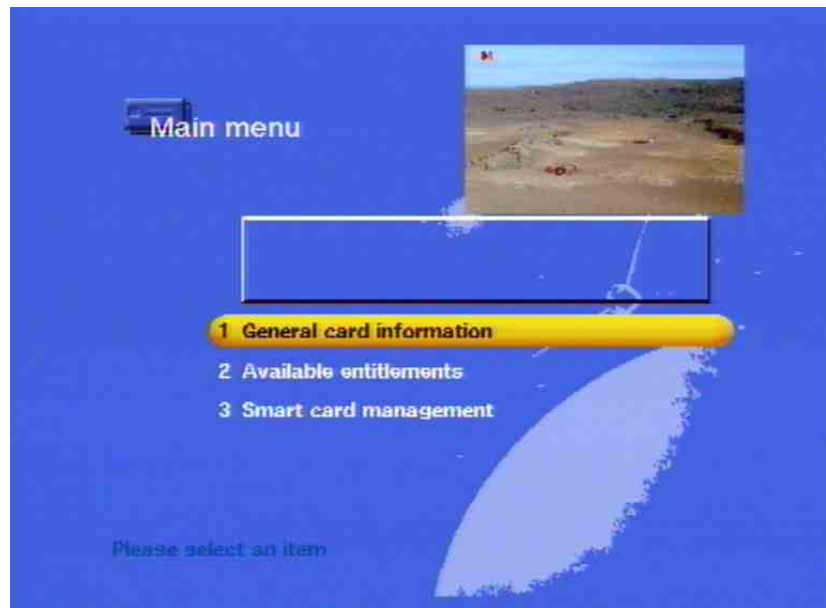 Main menu
1 General card information
2 Available entitlements
3 Smart card management
Please select an item